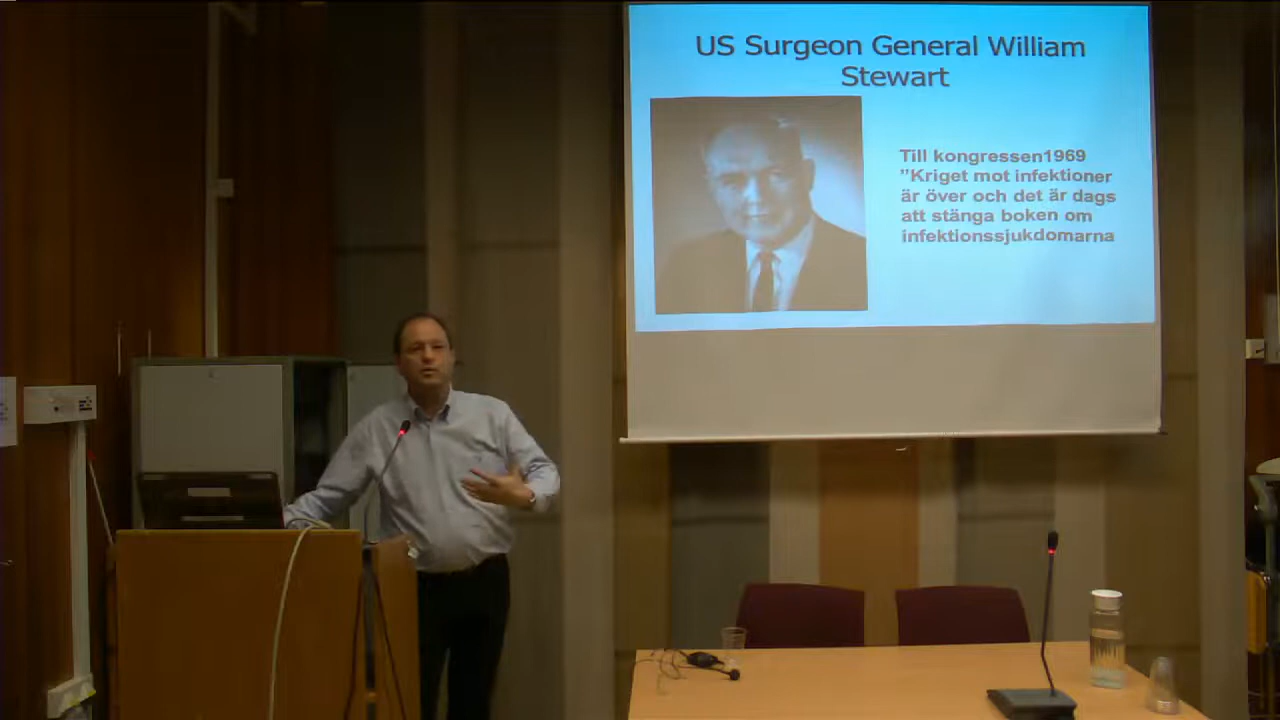 US Surgeon General William
Stewart
Till kongressen1969
”Kriget mot infektioner
är över och det är dags
att stänga boken om
infektionssjukdomarna